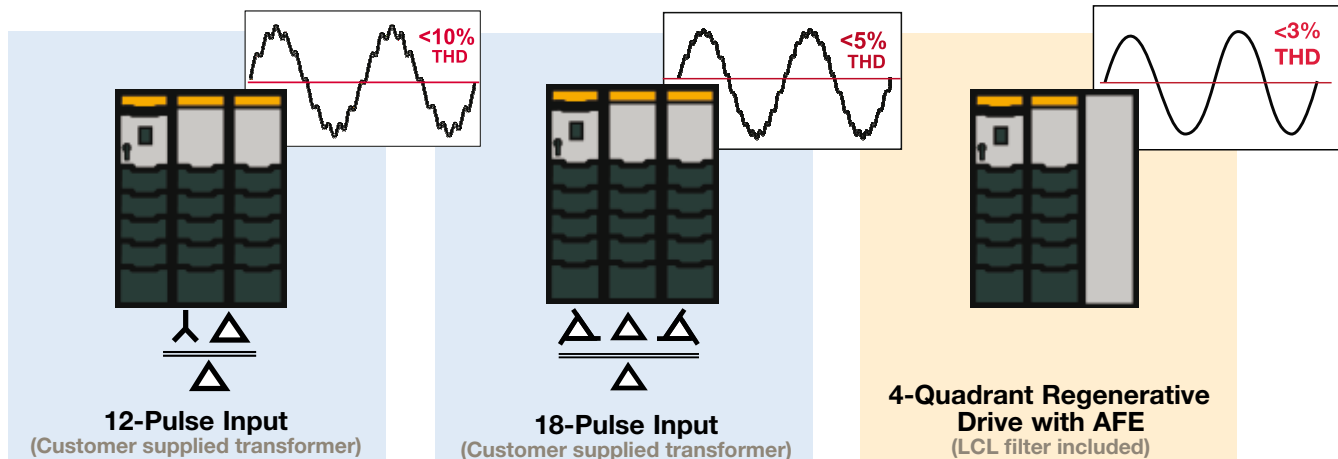 <10%
THD
12-Pulse Input
(Customer supplied transformer)
<5%
THD
18-Pulse Input
(Customer supplied transformer)
<3%
THD
4-Quadrant Regenerative
Drive with AFE
(LCL filter included)